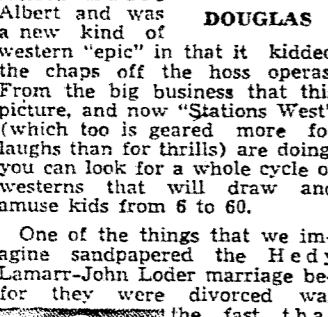 Albert and was
DOUGLAS
a new kind of
western "epic" in that it kidded
the chaps off the hoss operas
From the big business that this
picture, and now "Stations West"
(which too is geared more fo
laughs than for thrills) are doing
you can look for a whole cycle o
westerns that will draw and
amuse kids from 6 to 60.
One of the things that we im-
agine sandpapered the Hedy
Lamarr-John Loder marriage be-
for they were divorced wa
the fast tha